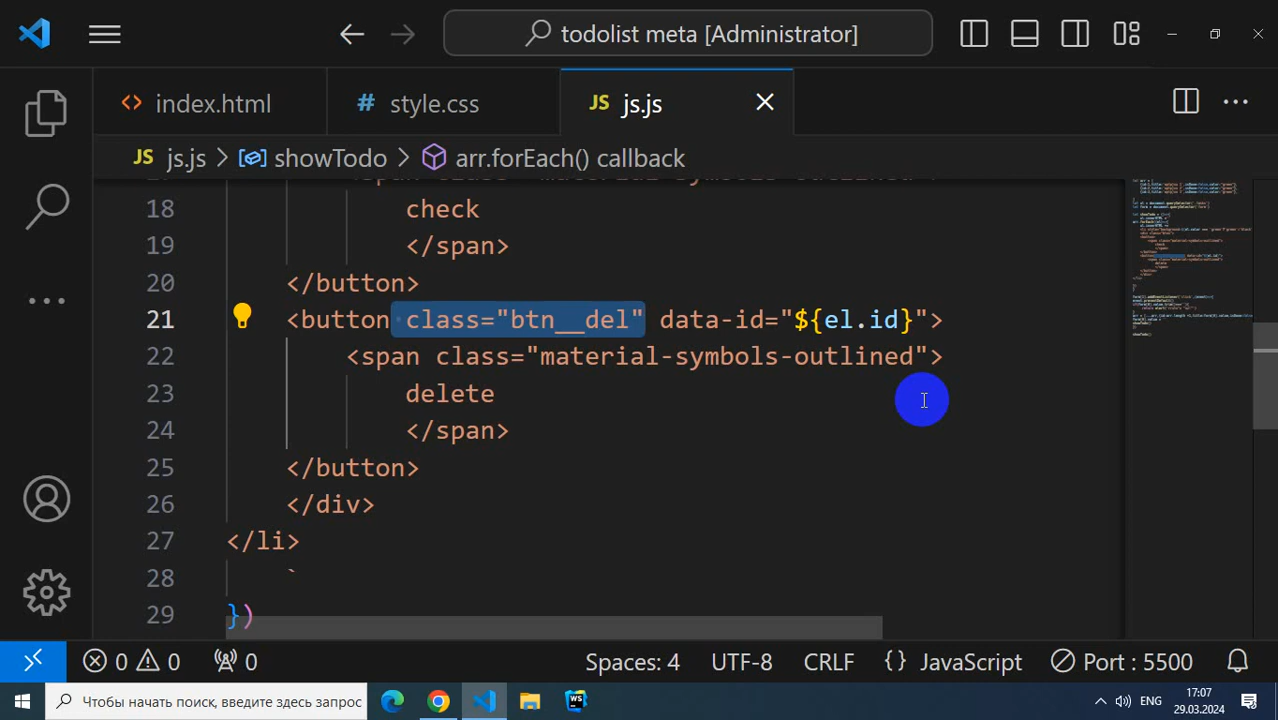 todolist meta [Administrator]
index.html
# style.css
JS js.js
JS js.js > showTodo > arr.forEach() callback
18 check
19 </span>
20 </button>
21 <button class="btn__del" data-id="${el.id}">
22 <span class="material-symbols-outlined">
23 delete
24 </span>
25 </button>
26 </div>
27 </li>
28 `
29 })
0 0 0 Spaces: 4 UTF-8 CRLF {} JavaScript Port : 5500
Чтобы начать поиск, введите здесь запрос
WS
ENG
17:07
29.03.2024